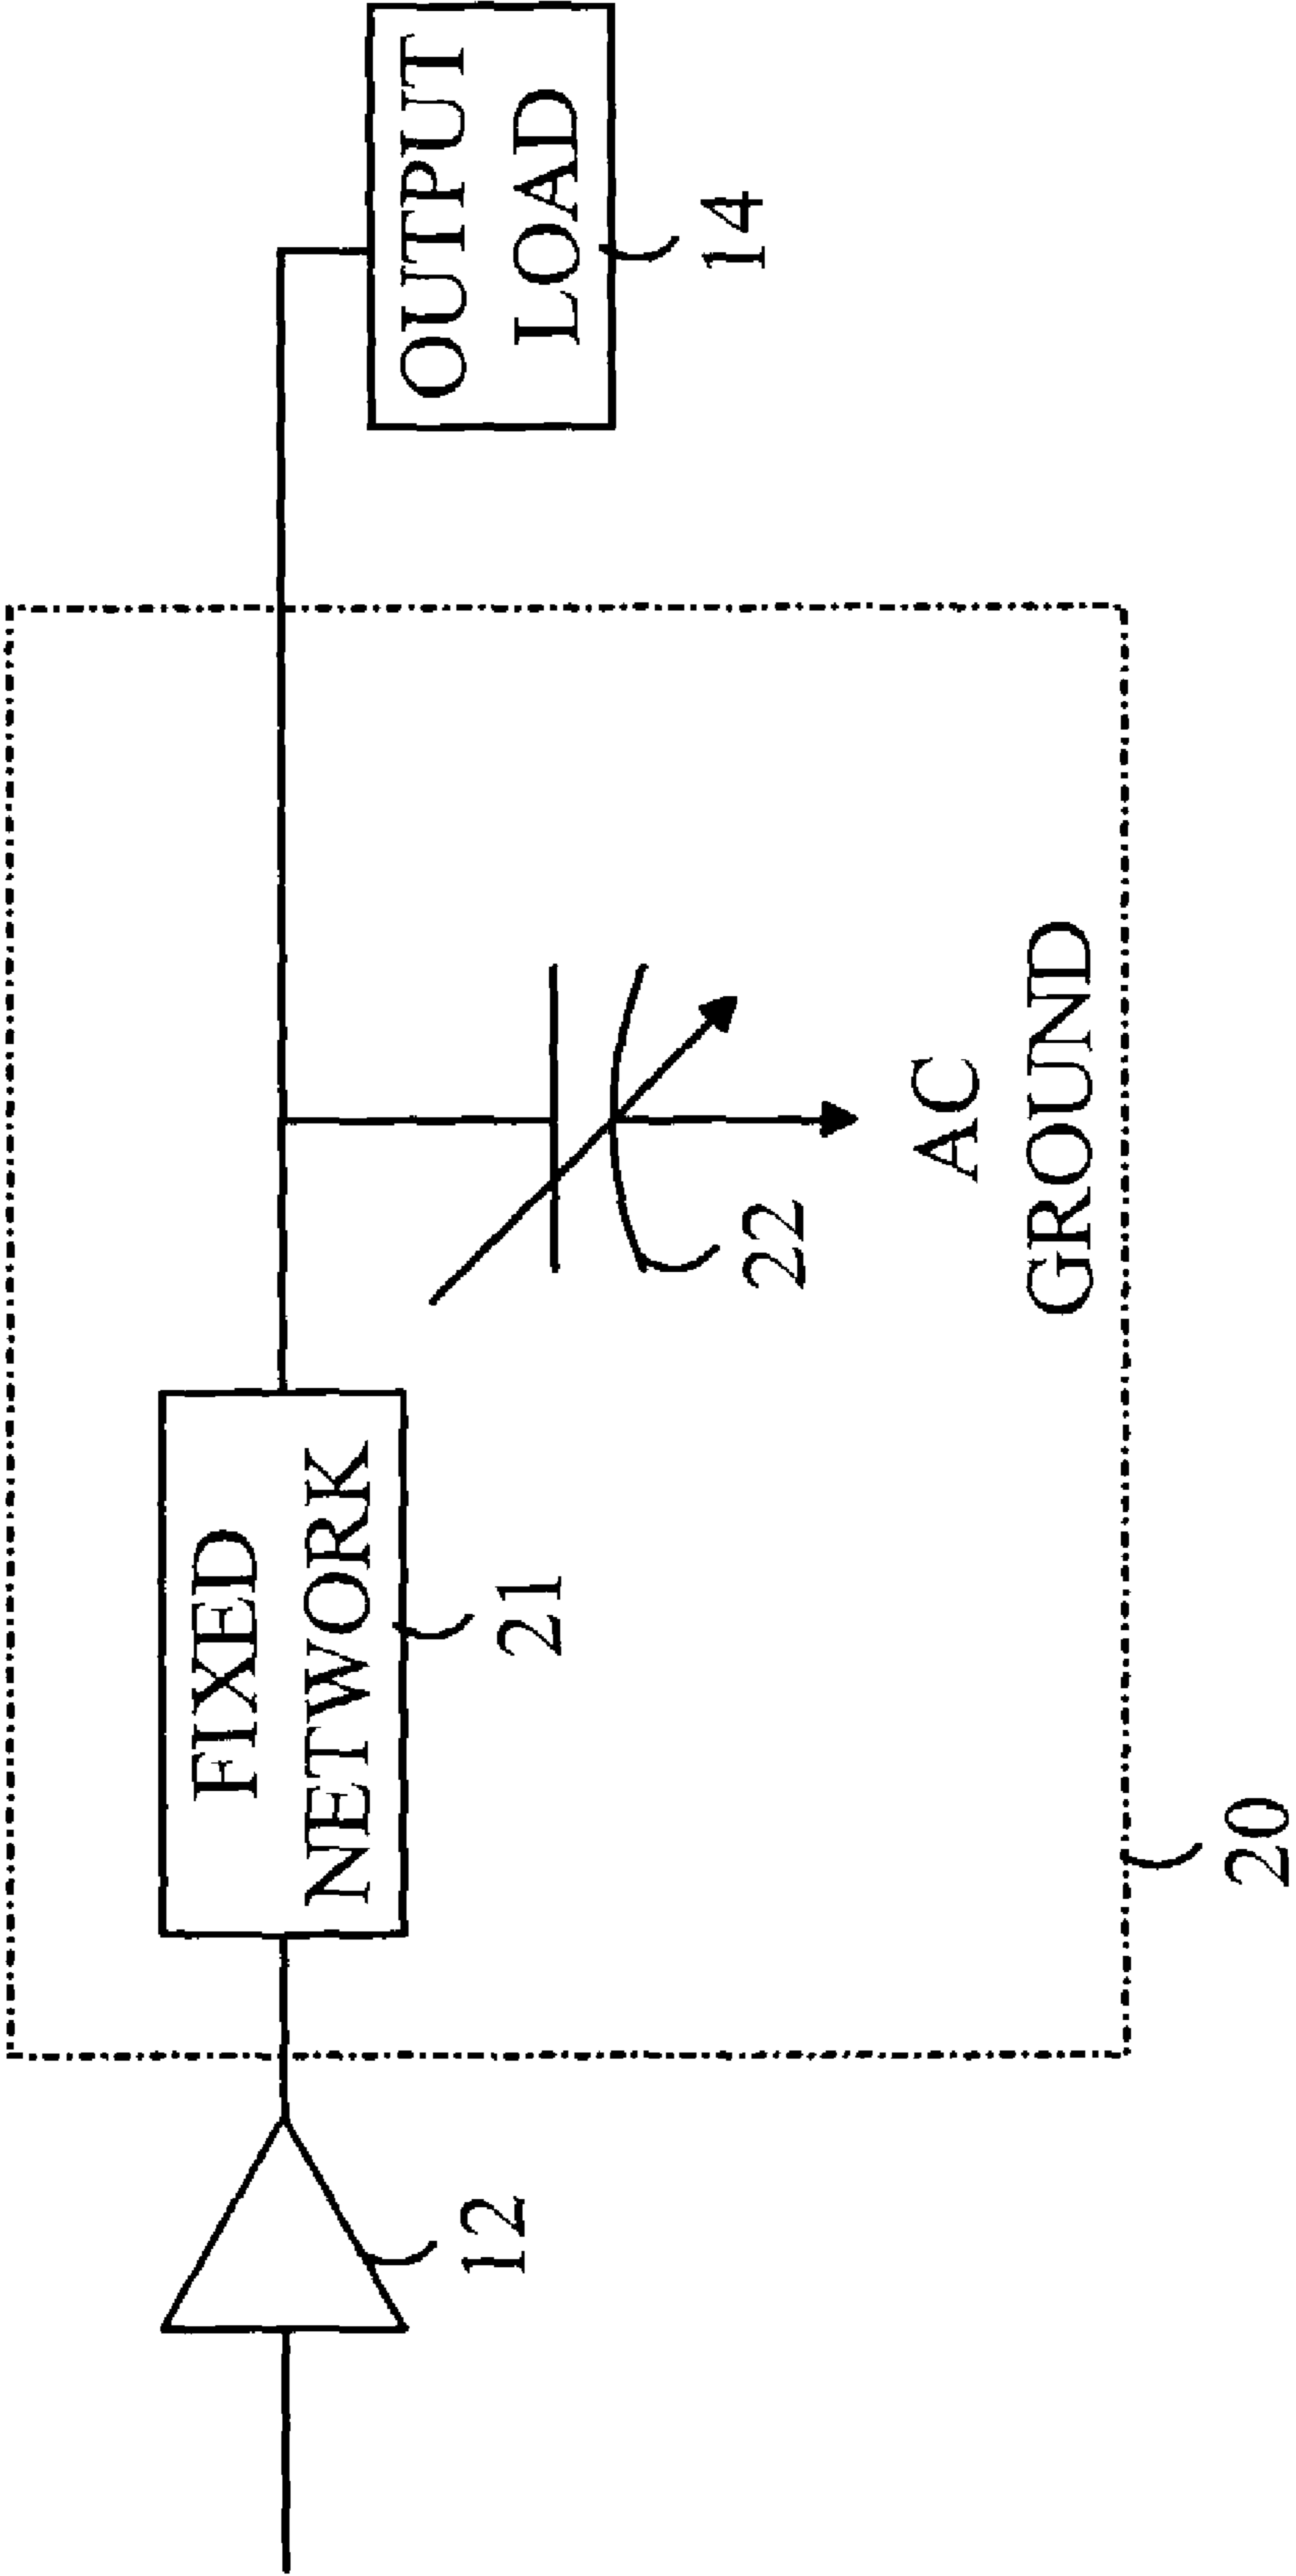 12
FIXED
NETWORK
21
22
AC
GROUND
20
OUTPUT
LOAD
14